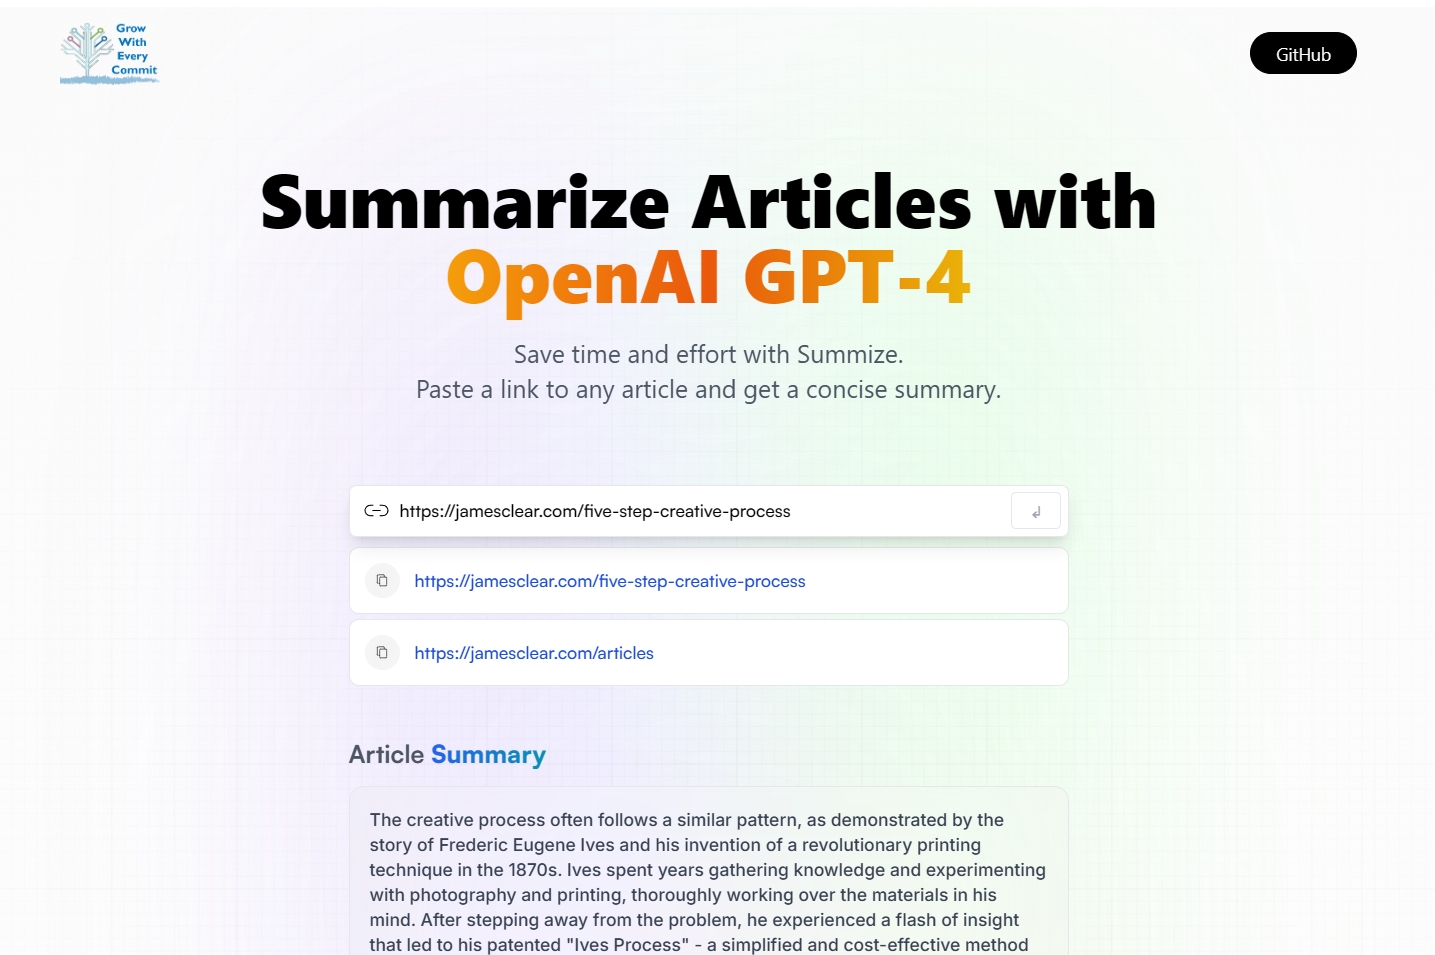 Grow
With
Every
Commit
GitHub
Summarize Articles with
OpenAI GPT-4
Save time and effort with Summize.
Paste a link to any article and get a concise summary.
https://jamesclear.com/five-step-creative-process
https://jamesclear.com/five-step-creative-process
https://jamesclear.com/articles
Article Summary
The creative process often follows a similar pattern, as demonstrated by the
story of Frederic Eugene Ives and his invention of a revolutionary printing
technique in the 1870s. Ives spent years gathering knowledge and experimenting
with photography and printing, thoroughly working over the materials in his
mind. After stepping away from the problem, he experienced a flash of insight
that led to his patented "Ives Process" - a simplified and cost-effective method